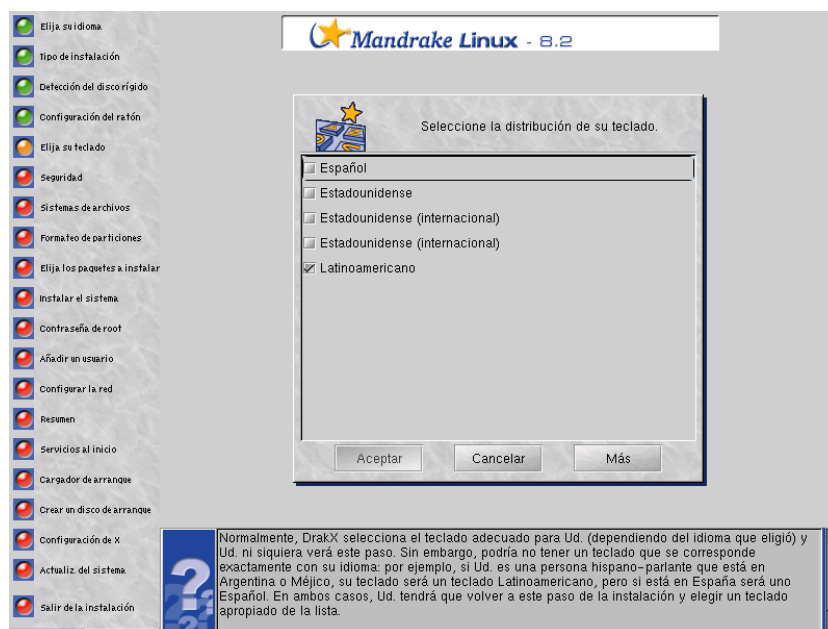 Elija su idioma
Tipo de instalación
Detección del disco rígido
Configuración del ratón
Elija su teclado
Seguridad
Sistemas de archivos
Formateo de particiones
Elija los paquetes a instalar
Instalar el sistema
Contraseña de root
Añadir un usuario
Configurar la red
Resumen
Servicios al inicio
Cargador de arranque
Crear un disco de arranque
Configuración de X
Actualiz. del sistema
Salir de la instalación
Mandrake Linux - 8.2
Seleccione la distribución de su teclado.
Español
Estadounidense
Estadounidense (internacional)
Estadounidense (internacional)
Latinoamericano
Aceptar Cancelar Más
Normalmente, DrakX selecciona el teclado adecuado para Ud. (dependiendo del idioma que eligió) y
Ud. ni siquiera verá este paso. Sin embargo, podría no tener un teclado que se corresponde
exactamente con su idioma: por ejemplo, si Ud. es una persona hispano-parlante que está en
Argentina o Méjico, su teclado será un teclado Latinoamericano, pero si está en España será uno
Español. En ambos casos, Ud. tendrá que volver a este paso de la instalación y elegir un teclado
apropiado de la lista.